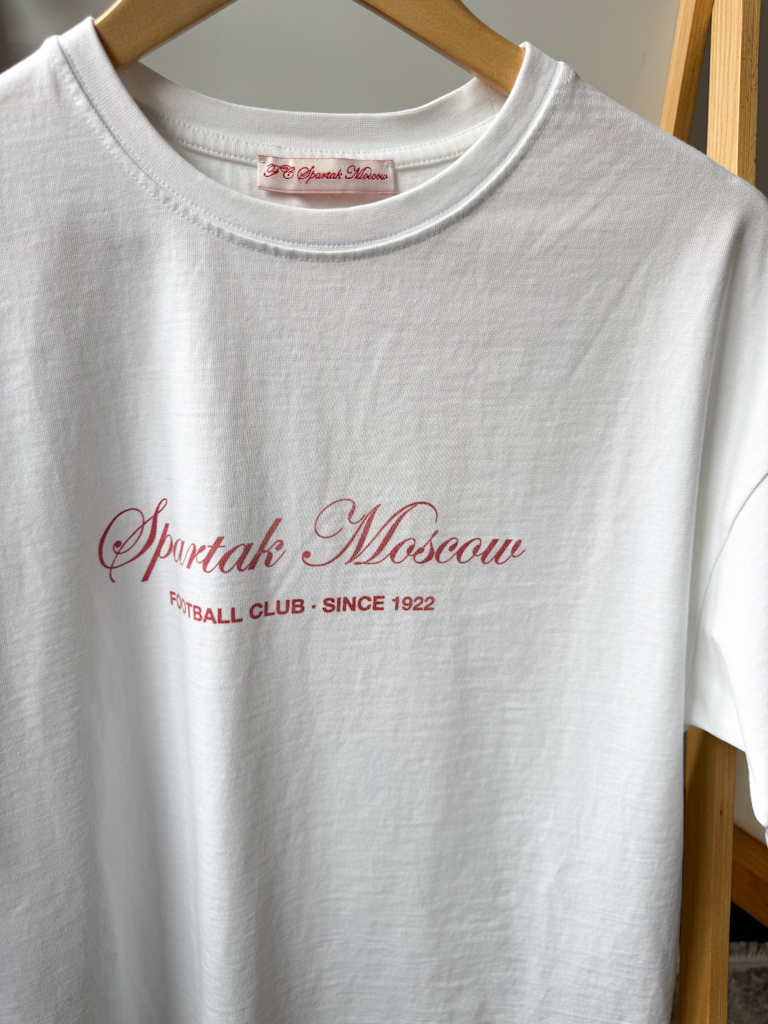 FC Spartak Moscow
Spartak Moscow
FOOTBALL CLUB · SINCE 1922